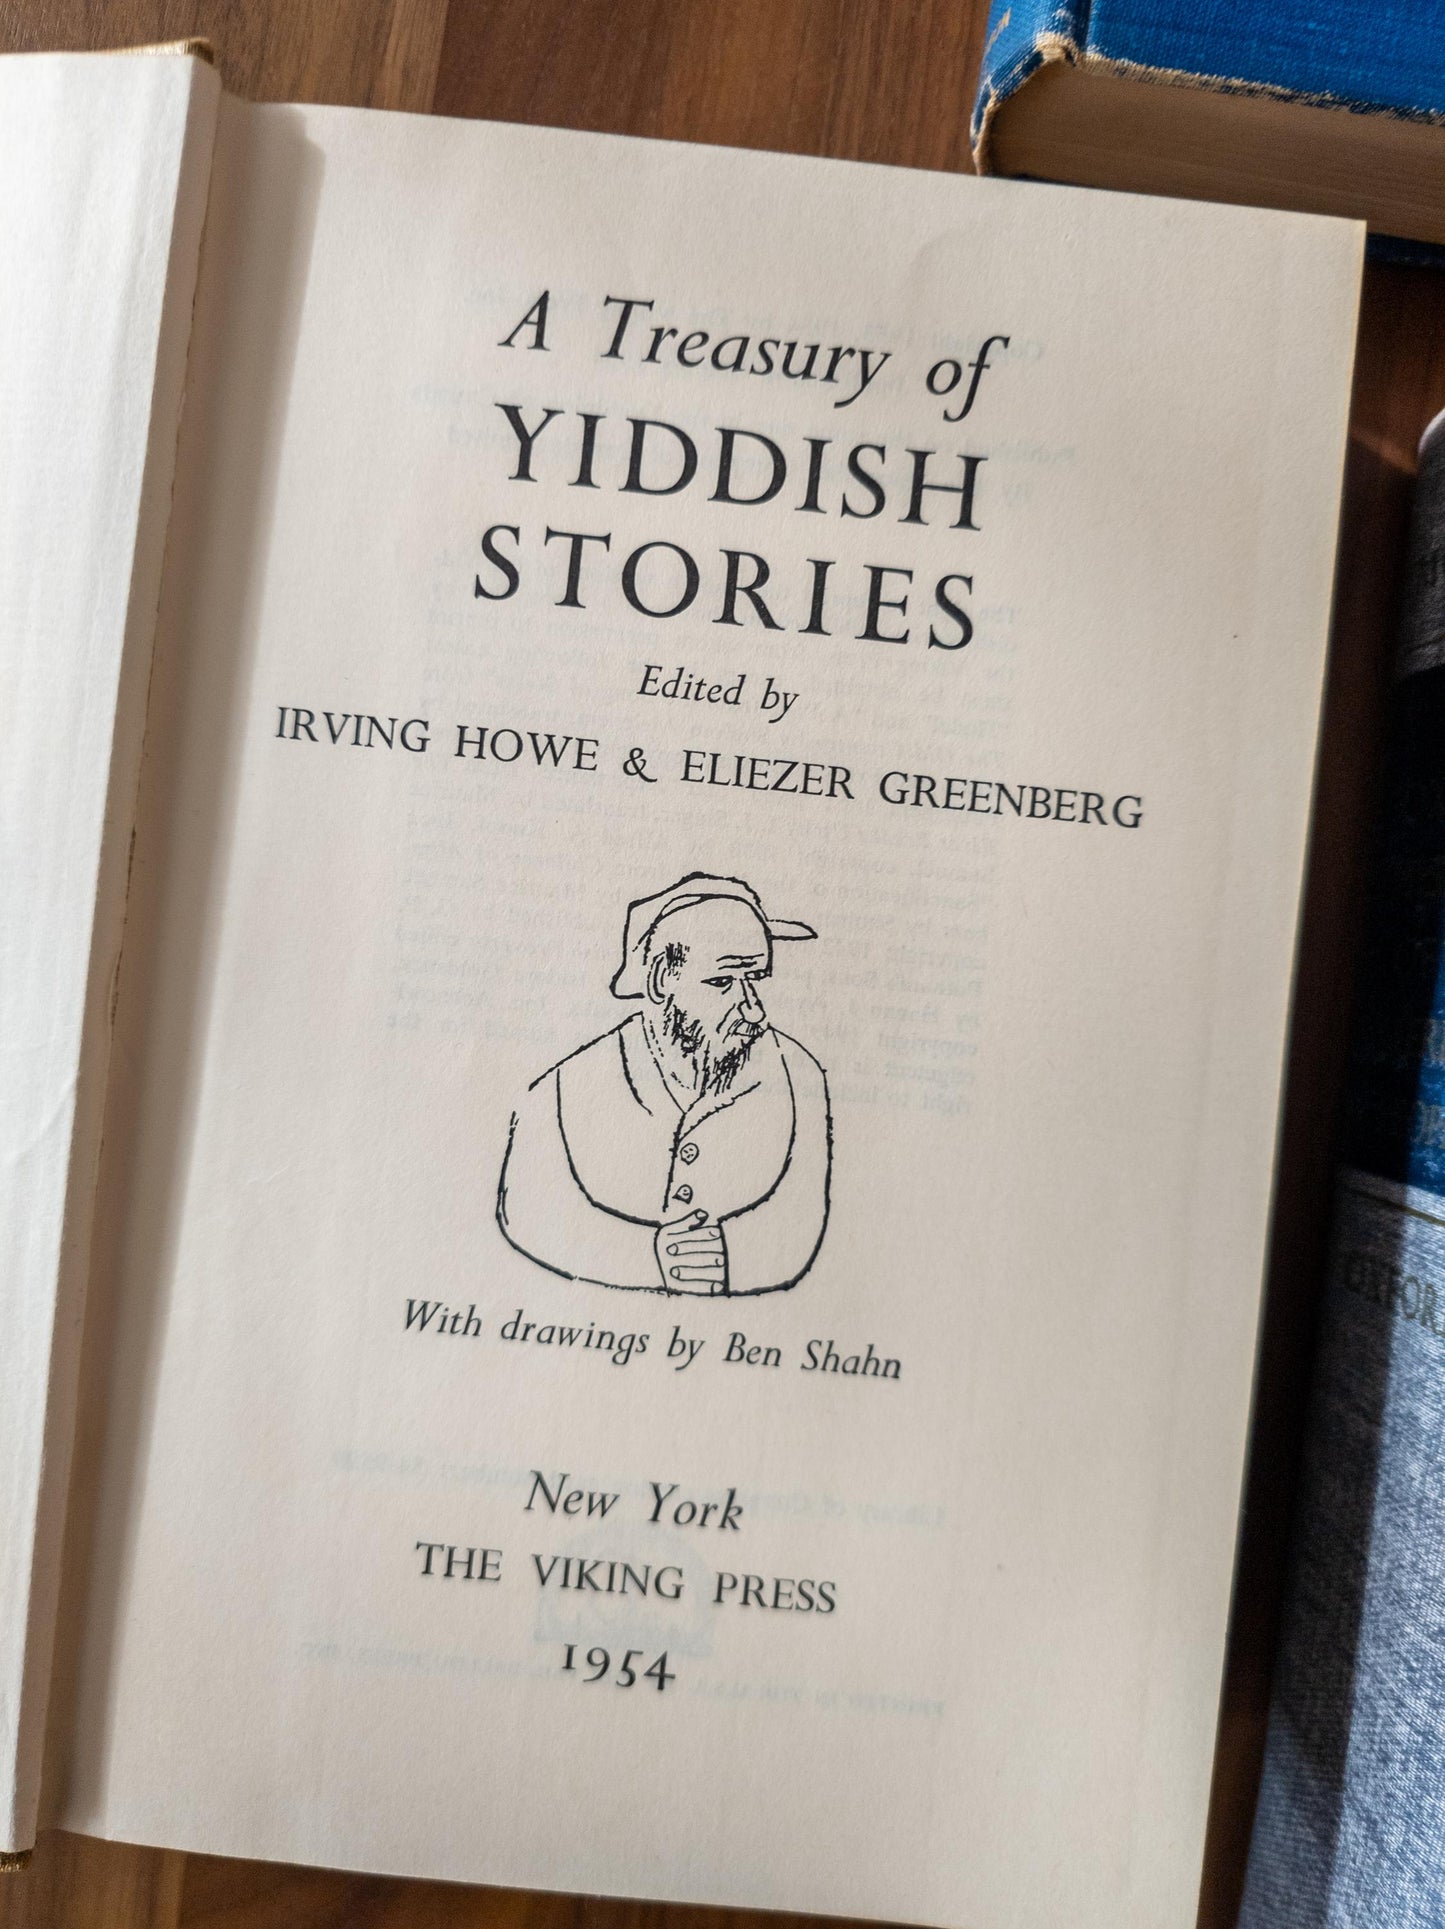 A Treasury of
YIDDISH
STORIES
Edited by
IRVING HOWE & ELIEZER GREENBERG
With drawings by Ben Shahn
New York
THE VIKING PRESS
1954